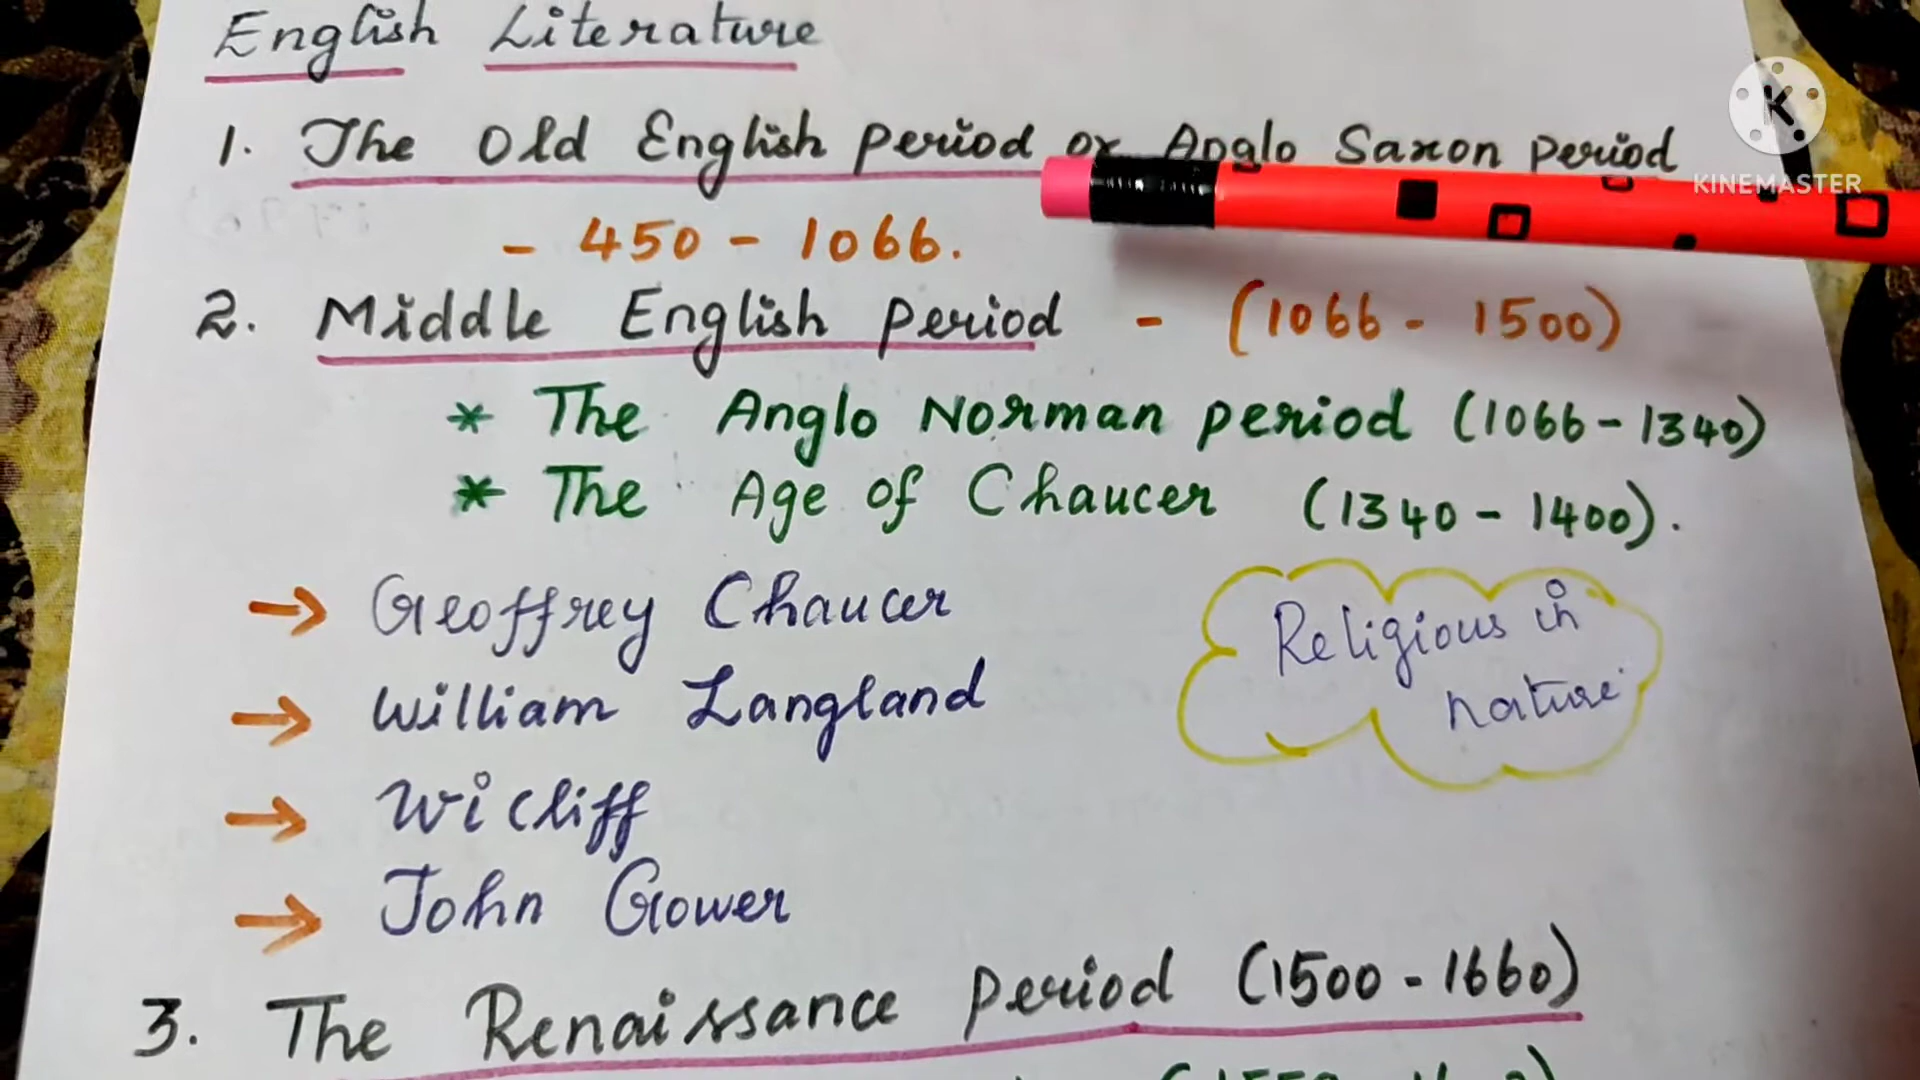 English Literature
1. The Old English period or Anglo Saxon period
- 450 - 1066.
2. Middle English period - (1066 - 1500)
* The Anglo Norman period (1066 - 1340)
* The Age of Chaucer (1340 - 1400).
→ Geoffrey Chaucer
→ William Langland
→ Wicliff
→ John Gower
Religious in
nature
3. The Renaissance period (1500 - 1660)
K
KINEMASTER